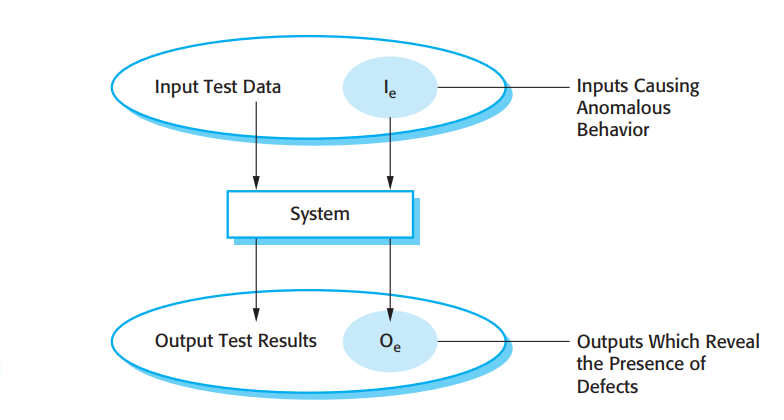 Input Test Data
Ie
Inputs Causing
Anomalous
Behavior
System
Output Test Results
Oe
Outputs Which Reveal
the Presence of
Defects